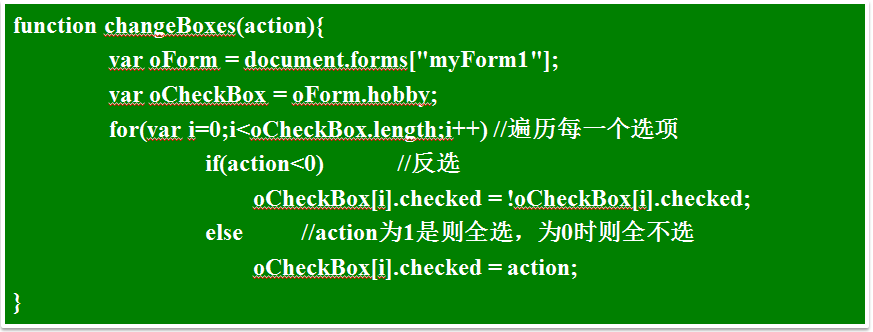 function changeBoxes(action){
var oForm = document.forms["myForm1"];
var oCheckBox = oForm.hobby;
for(var i=0;i<oCheckBox.length;i++) //遍历每一个选项
if(action<0) //反选
oCheckBox[i].checked = !oCheckBox[i].checked;
else //action为1是则全选，为0时则全不选
oCheckBox[i].checked = action;
}